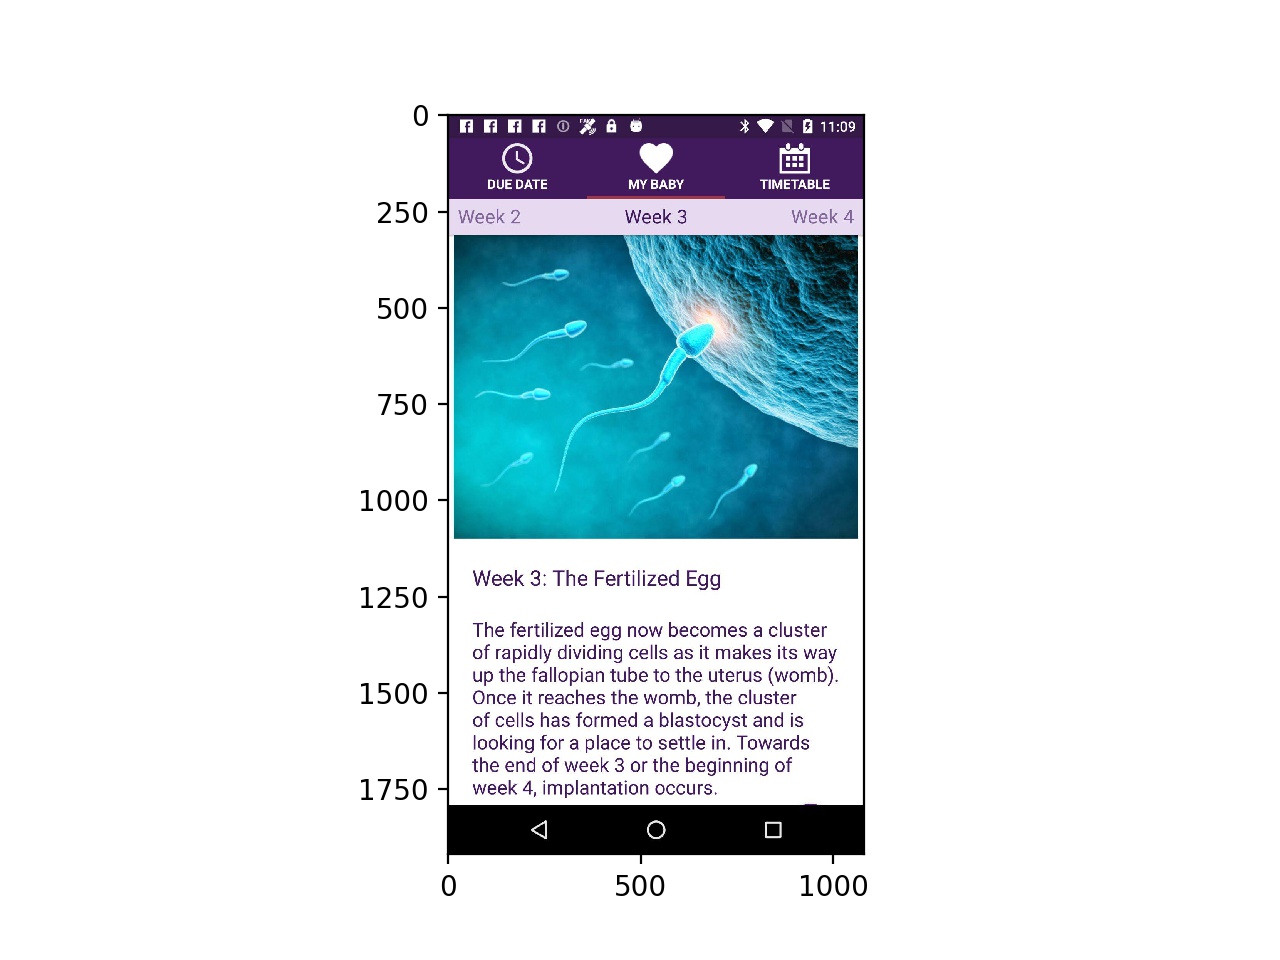 0
250
500
750
1000
1250
1500
1750
0
500
1000
11:09
DUE DATE
MY BABY
TIMETABLE
Week 2
Week 3
Week 4
Week 3: The Fertilized Egg
The fertilized egg now becomes a cluster
of rapidly dividing cells as it makes its way
up the fallopian tube to the uterus (womb).
Once it reaches the womb, the cluster
of cells has formed a blastocyst and is
looking for a place to settle in. Towards
the end of week 3 or the beginning of
week 4, implantation occurs.